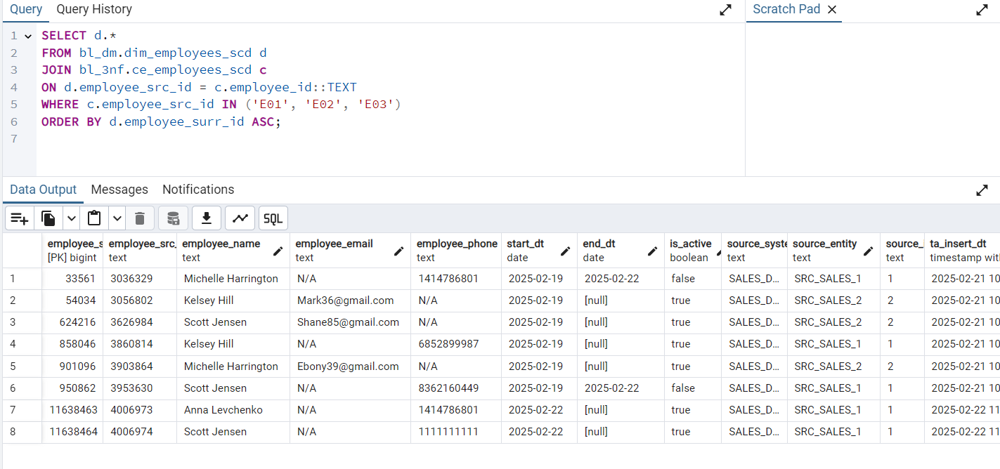 Query Query History Scratch Pad
1 SELECT d.*
2 FROM bl_dm.dim_employees_scd d
3 JOIN bl_3nf.ce_employees_scd c
4 ON d.employee_src_id = c.employee_id::TEXT
5 WHERE c.employee_src_id IN ('E01', 'E02', 'E03')
6 ORDER BY d.employee_surr_id ASC;
7
Data Output Messages Notifications
SQL
employee_s employee_src_ employee_name employee_email employee_phone start_dt end_dt is_active source_syste source_entity source_ ta_insert_dt
[PK] bigint text text text text date date boolean text text text timestamp wit
1 33561 3036329 Michelle Harrington N/A 1414786801 2025-02-19 2025-02-22 false SALES_D... SRC_SALES_1 1 2025-02-21 10
2 54034 3056802 Kelsey Hill Mark36@gmail.com N/A 2025-02-19 [null] true SALES_D... SRC_SALES_2 2 2025-02-21 10
3 624216 3626984 Scott Jensen Shane85@gmail.com N/A 2025-02-19 [null] true SALES_D... SRC_SALES_2 2 2025-02-21 10
4 858046 3860814 Kelsey Hill N/A 6852899987 2025-02-19 [null] true SALES_D... SRC_SALES_1 1 2025-02-21 10
5 901096 3903864 Michelle Harrington Ebony39@gmail.com N/A 2025-02-19 [null] true SALES_D... SRC_SALES_2 2 2025-02-21 10
6 950862 3953630 Scott Jensen N/A 8362160449 2025-02-19 2025-02-22 false SALES_D... SRC_SALES_1 1 2025-02-21 10
7 11638463 4006973 Anna Levchenko N/A 1414786801 2025-02-22 [null] true SALES_D... SRC_SALES_1 1 2025-02-22 11
8 11638464 4006974 Scott Jensen N/A 1111111111 2025-02-22 [null] true SALES_D... SRC_SALES_1 1 2025-02-22 11